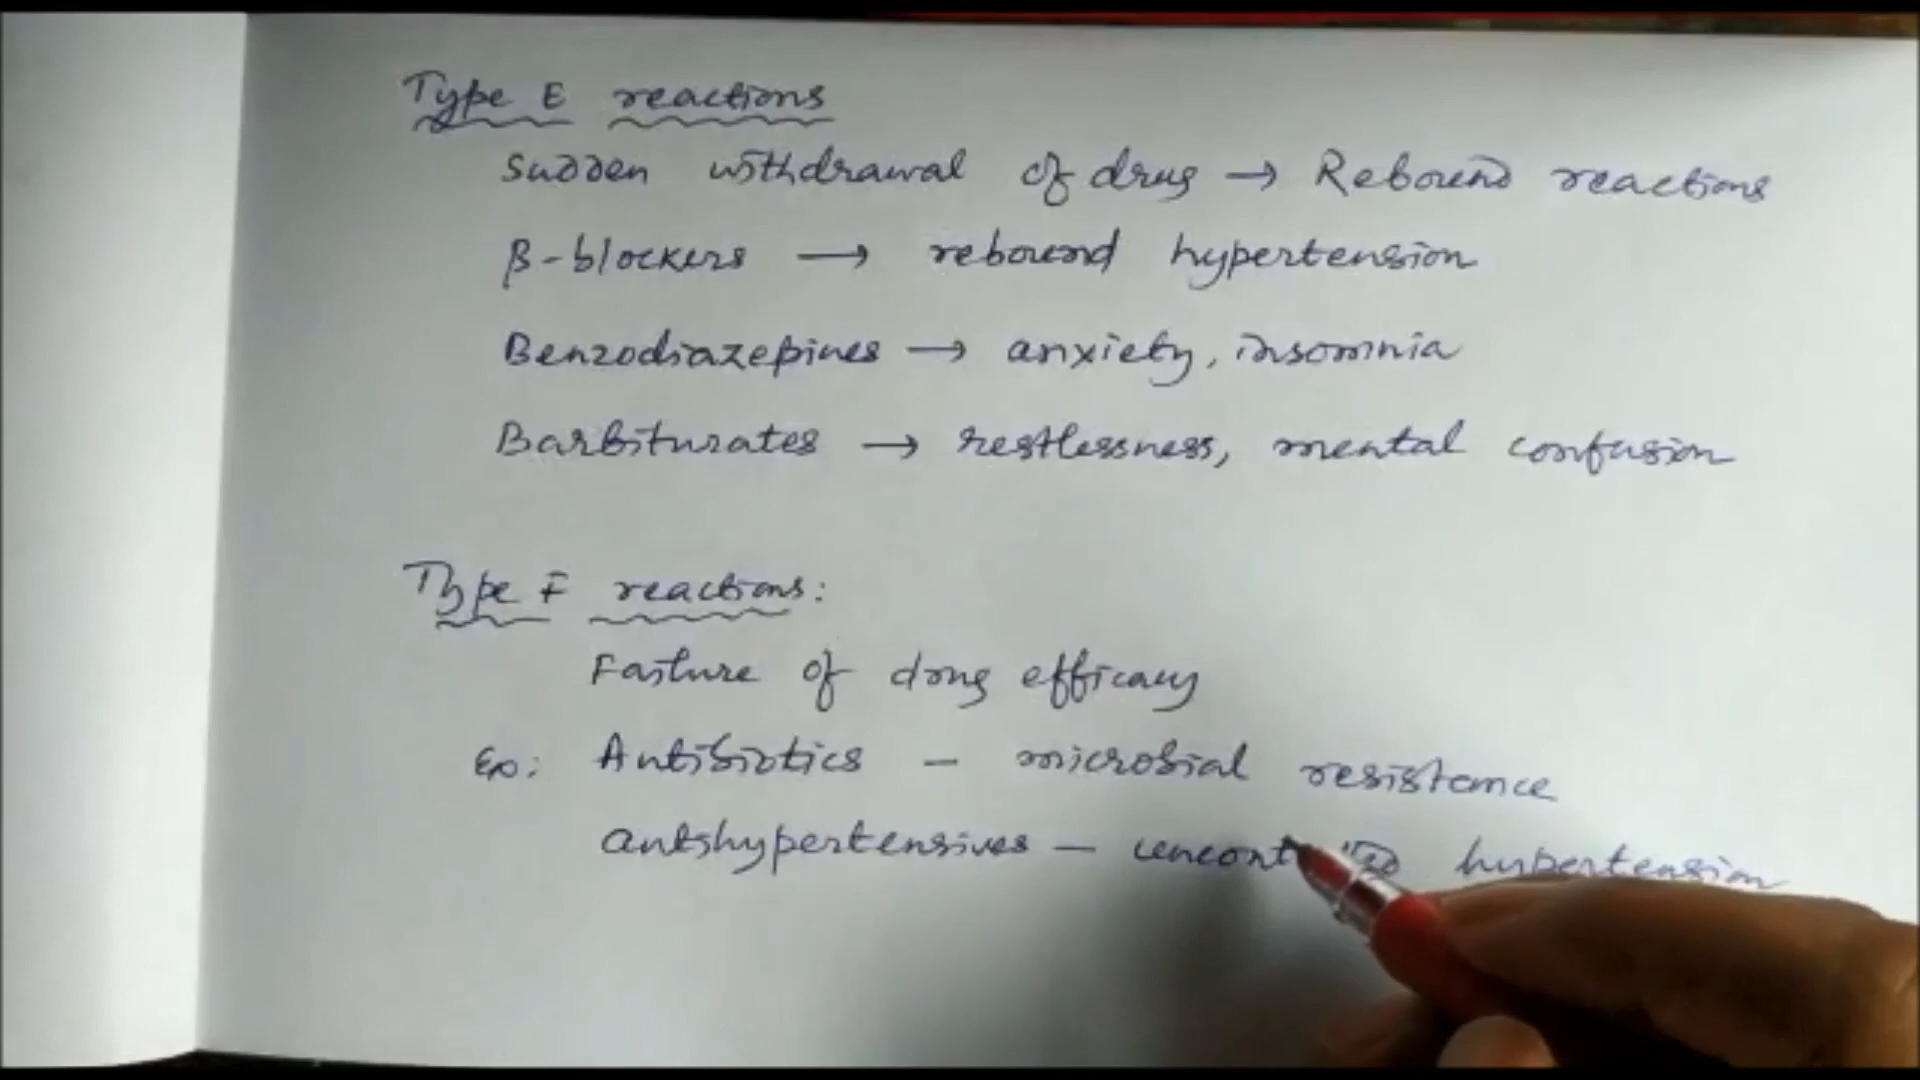 Type E reactions
Sudden withdrawal of drug → Rebound reactions
β-blockers → rebound hypertension
Benzodiazepines → anxiety, insomnia
Barbiturates → restlessness, mental confusion
Type F reactions:
Failure of drug efficacy
Ex: Antibiotics – microbial resistance
antihypertensives – hypertension